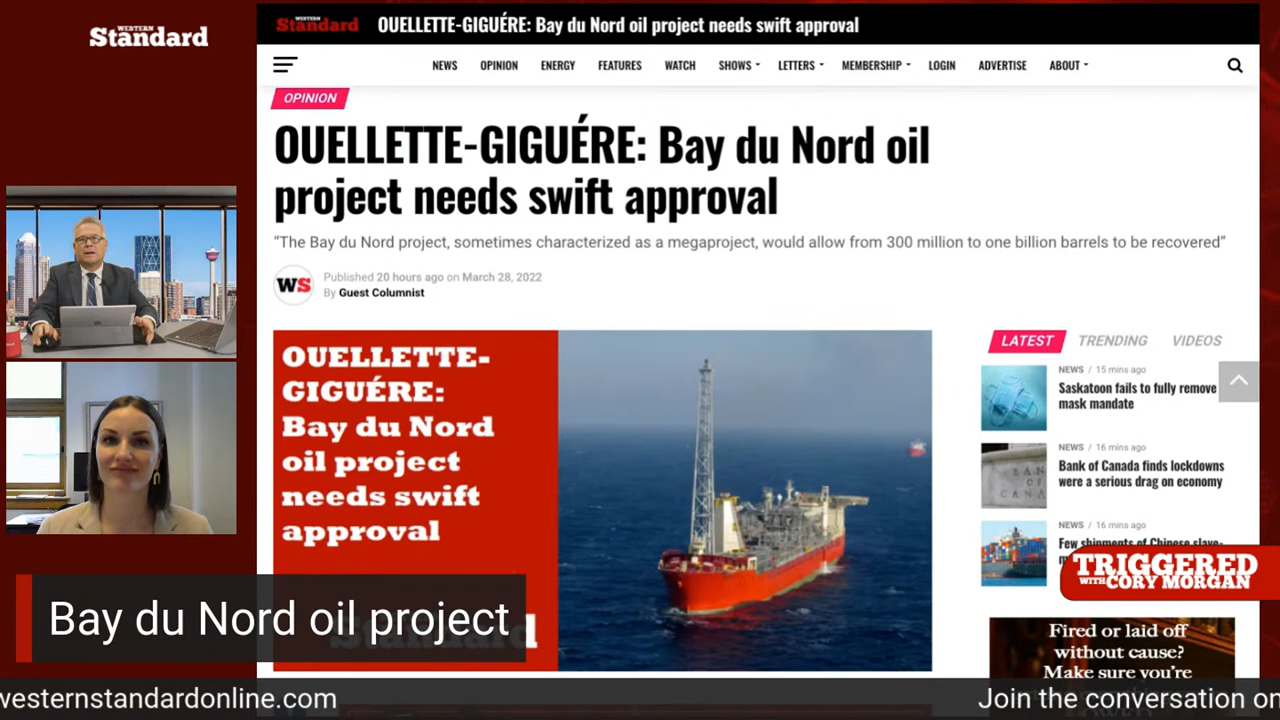 WESTERN
Standard
WESTERN
Standard
OUELLETTE-GIGUÉRE: Bay du Nord oil project needs swift approval
NEWS OPINION ENERGY FEATURES WATCH SHOWS LETTERS MEMBERSHIP LOGIN ADVERTISE ABOUT
OPINION
OUELLETTE-GIGUÉRE: Bay du Nord oil
project needs swift approval
"The Bay du Nord project, sometimes characterized as a megaproject, would allow from 300 million to one billion barrels to be recovered"
WS
Published 20 hours ago on March 28, 2022
By Guest Columnist
OUELLETTE-
GIGUÉRE:
Bay du Nord
oil project
needs swift
approval
LATEST TRENDING VIDEOS
NEWS / 15 mins ago
Saskatoon fails to fully remove
mask mandate
NEWS / 16 mins ago
Bank of Canada finds lockdowns
were a serious drag on economy
NEWS / 16 mins ago
Few shipments of Chinese slave-
TRIGGERED
WITH CORY MORGAN
Fired or laid off
without cause?
Make sure you're
Bay du Nord oil project
westernstandardonline.com
Join the conversation on